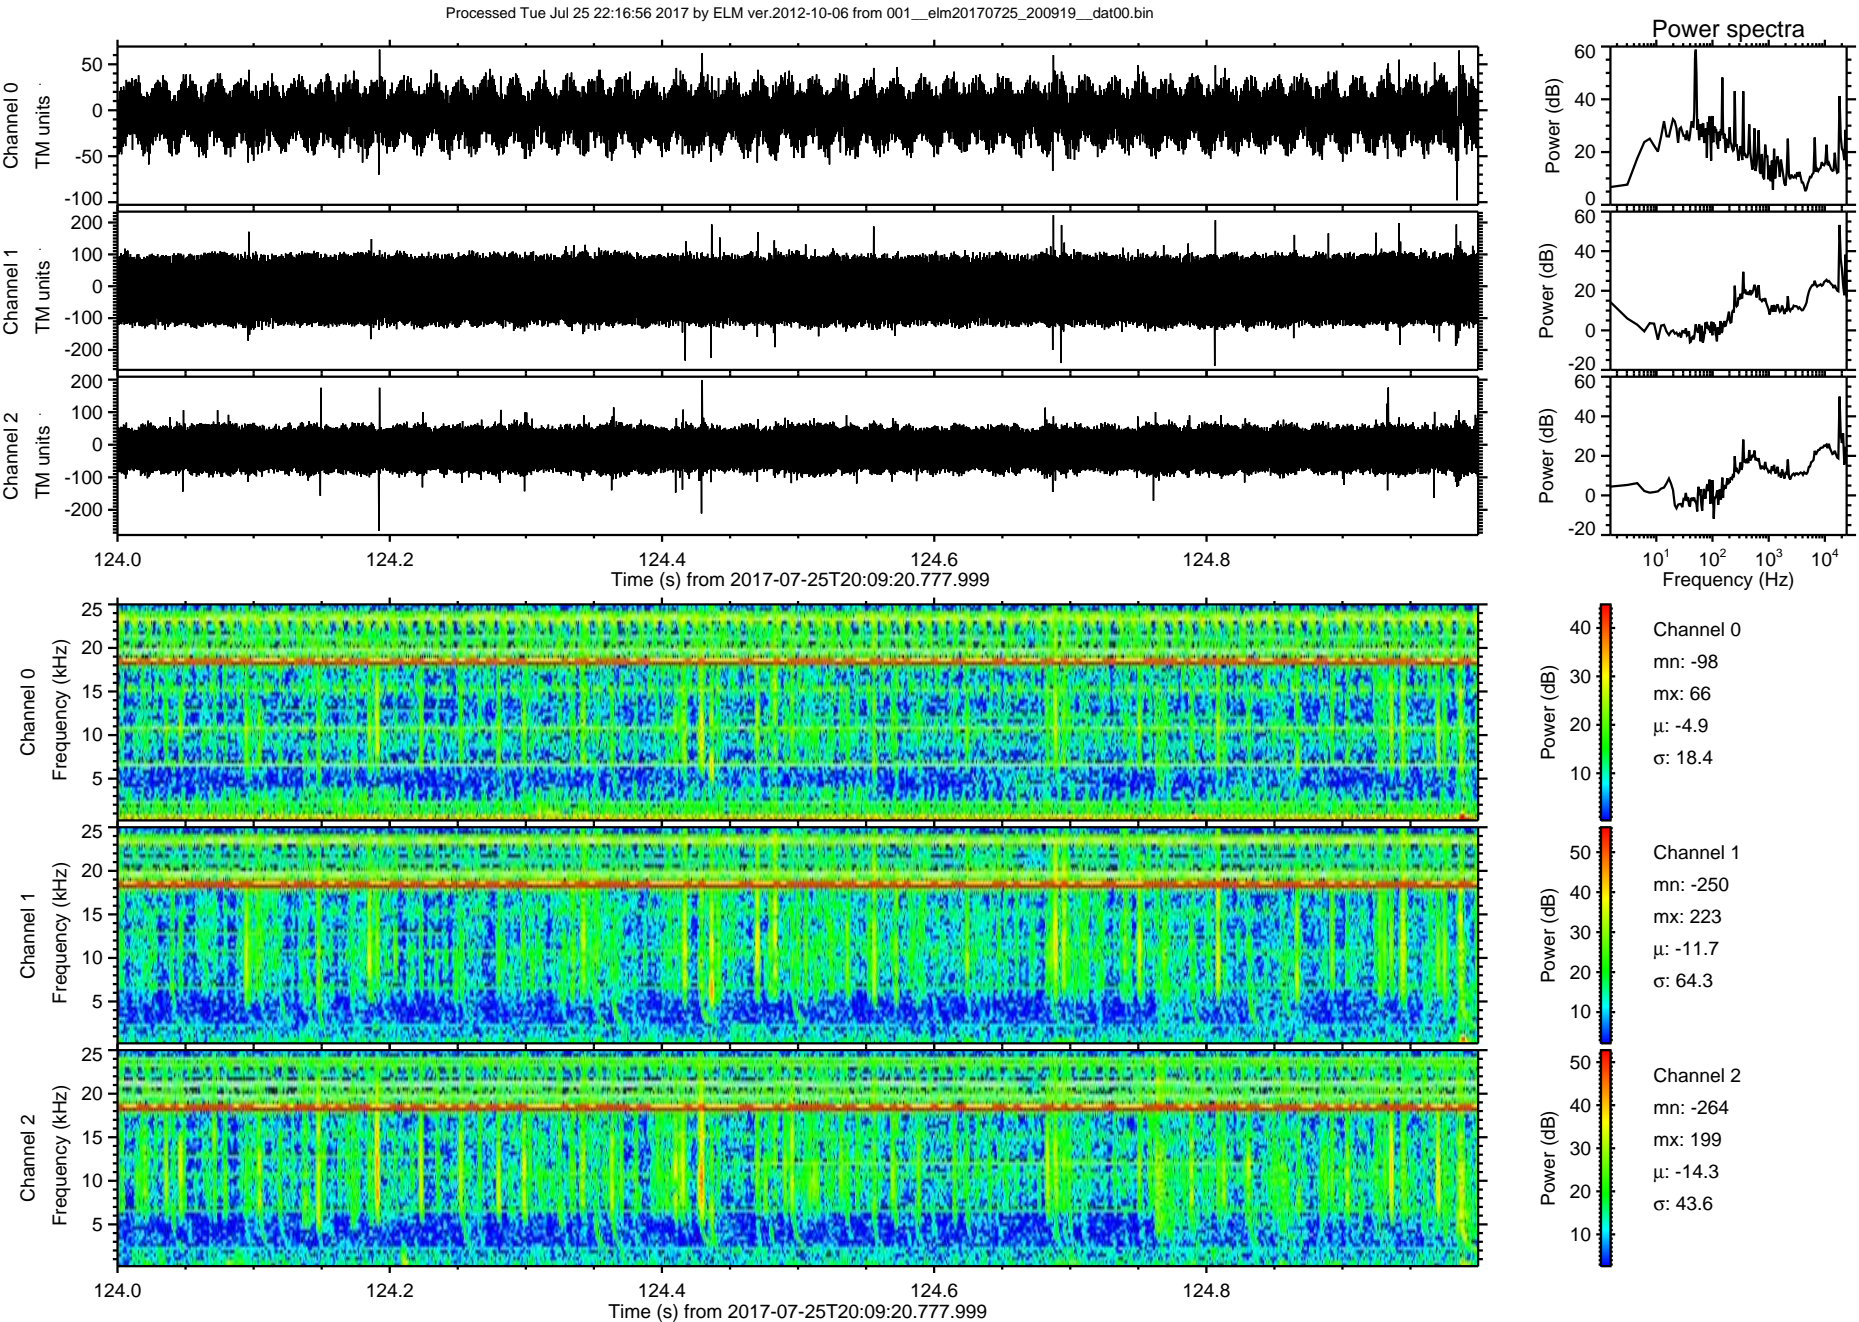 Processed Tue Jul 25 22:16:56 2017 by ELM ver.2012-10-06 from 001__elm20170725_200919__dat00.bin
Power spectra
Channel 0
TM units
50
0
-50
-100
Power (dB)
60
40
20
0
Channel 1
TM units
200
100
0
-100
-200
Power (dB)
60
40
20
0
-20
Channel 2
TM units
200
100
0
-100
-200
Power (dB)
60
40
20
0
-20
124.0 124.2 124.4 124.6 124.8
Time (s) from 2017-07-25T20:09:20.777.999
10^1 10^2 10^3 10^4
Frequency (Hz)
Channel 0
Frequency (kHz)
25
20
15
10
5
Power (dB)
40
30
20
10
Channel 0
mn: -98
mx: 66
μ: -4.9
σ: 18.4
Channel 1
Frequency (kHz)
25
20
15
10
5
Power (dB)
50
40
30
20
10
Channel 1
mn: -250
mx: 223
μ: -11.7
σ: 64.3
Channel 2
Frequency (kHz)
25
20
15
10
5
Power (dB)
50
40
30
20
10
Channel 2
mn: -264
mx: 199
μ: -14.3
σ: 43.6
124.0 124.2 124.4 124.6 124.8
Time (s) from 2017-07-25T20:09:20.777.999